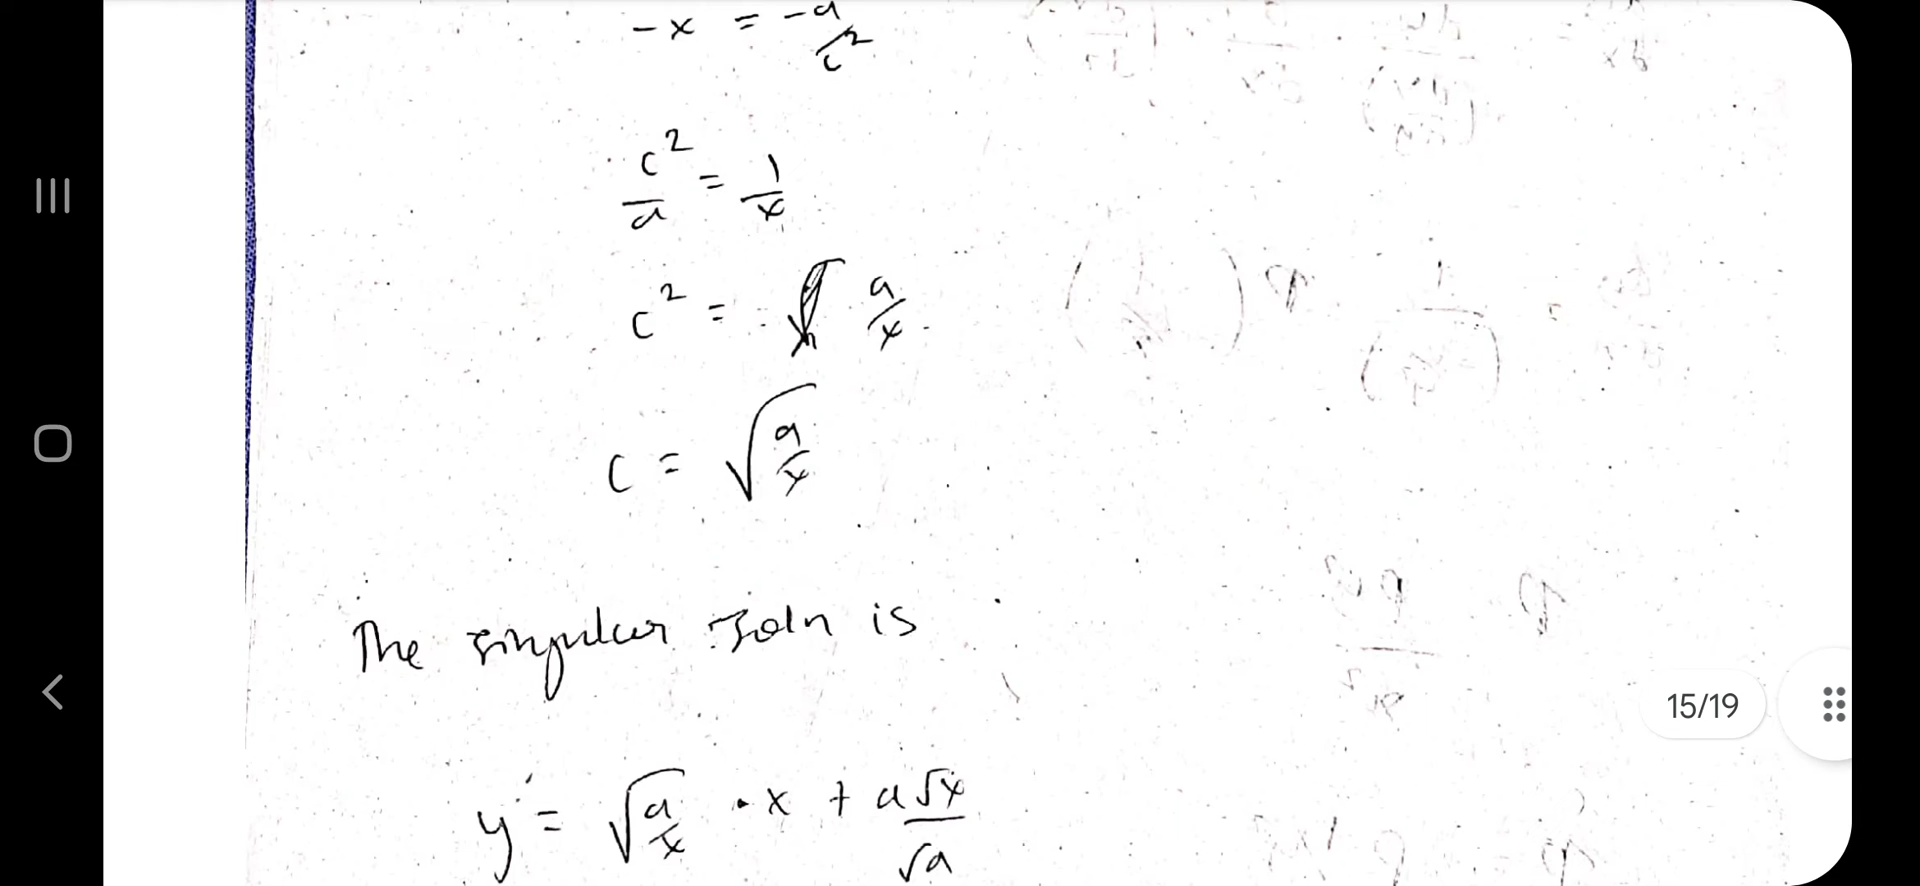 -x = -a/c²
c²/a = 1/x
c² = a/x.
c = √(a/x)
The singular soln is
y = √(a/x) · x + a√x/√a
15/19